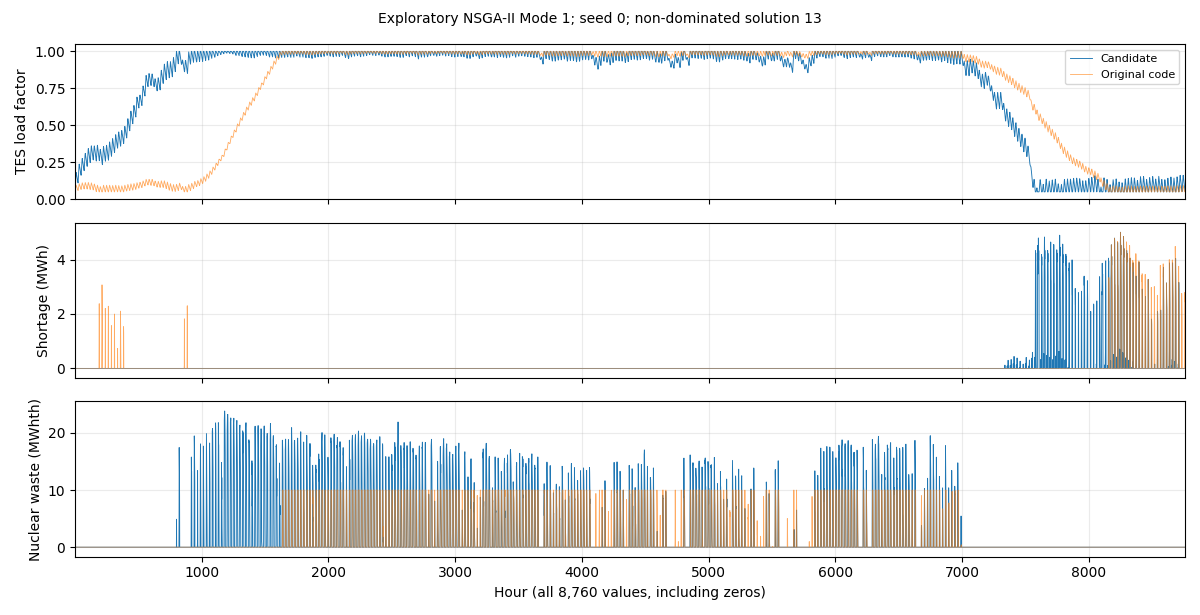 Exploratory NSGA-II Mode 1; seed 0; non-dominated solution 13
TES load factor
1.00
0.75
0.50
0.25
0.00
Candidate
Original code
Shortage (MWh)
4
2
0
Nuclear waste (MWhth)
20
10
0
1000 2000 3000 4000 5000 6000 7000 8000
Hour (all 8,760 values, including zeros)